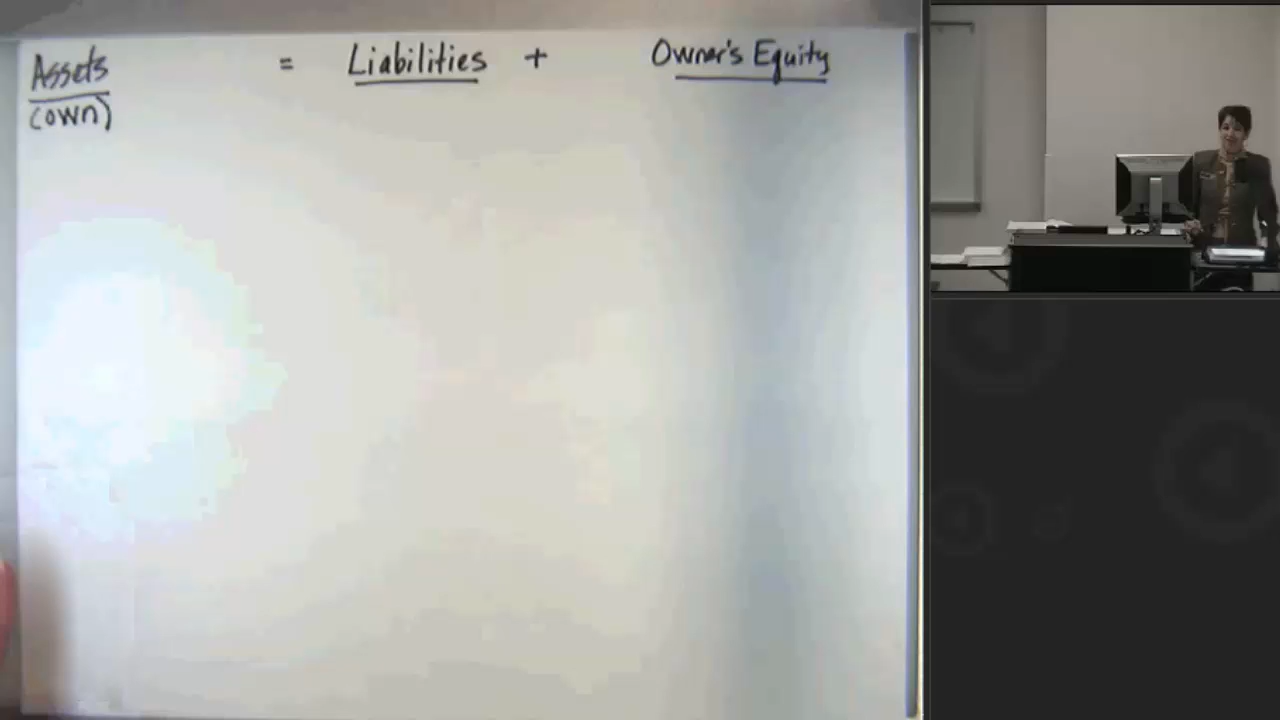 Assets = Liabilities + Owner's Equity
(own)